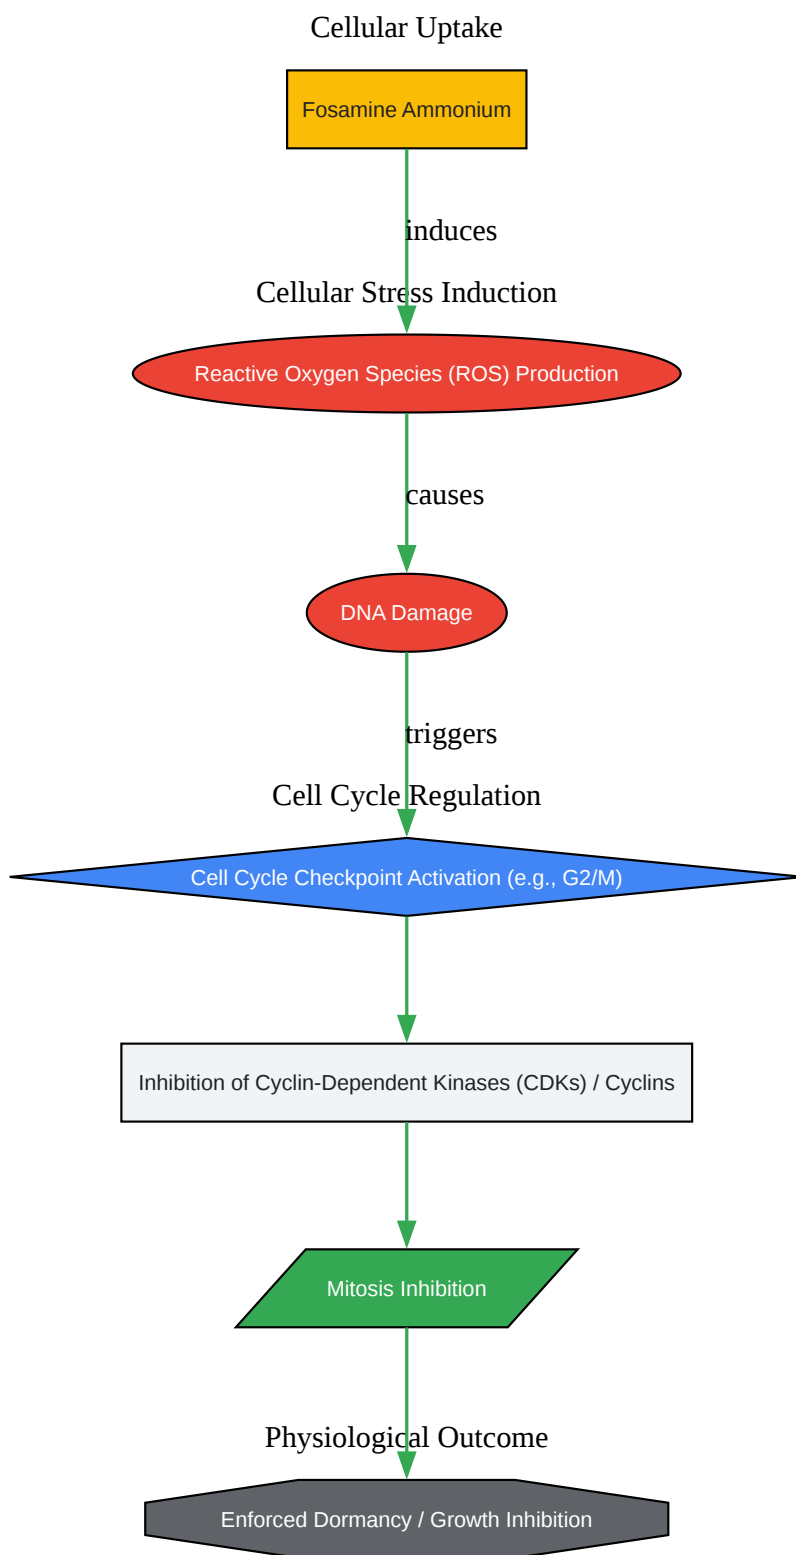 Cellular Uptake
Fosamine Ammonium
induces
Cellular Stress Induction
Reactive Oxygen Species (ROS) Production
causes
DNA Damage
triggers
Cell Cycle Regulation
Cell Cycle Checkpoint Activation (e.g., G2/M)
Inhibition of Cyclin-Dependent Kinases (CDKs) / Cyclins
Mitosis Inhibition
Physiological Outcome
Enforced Dormancy / Growth Inhibition